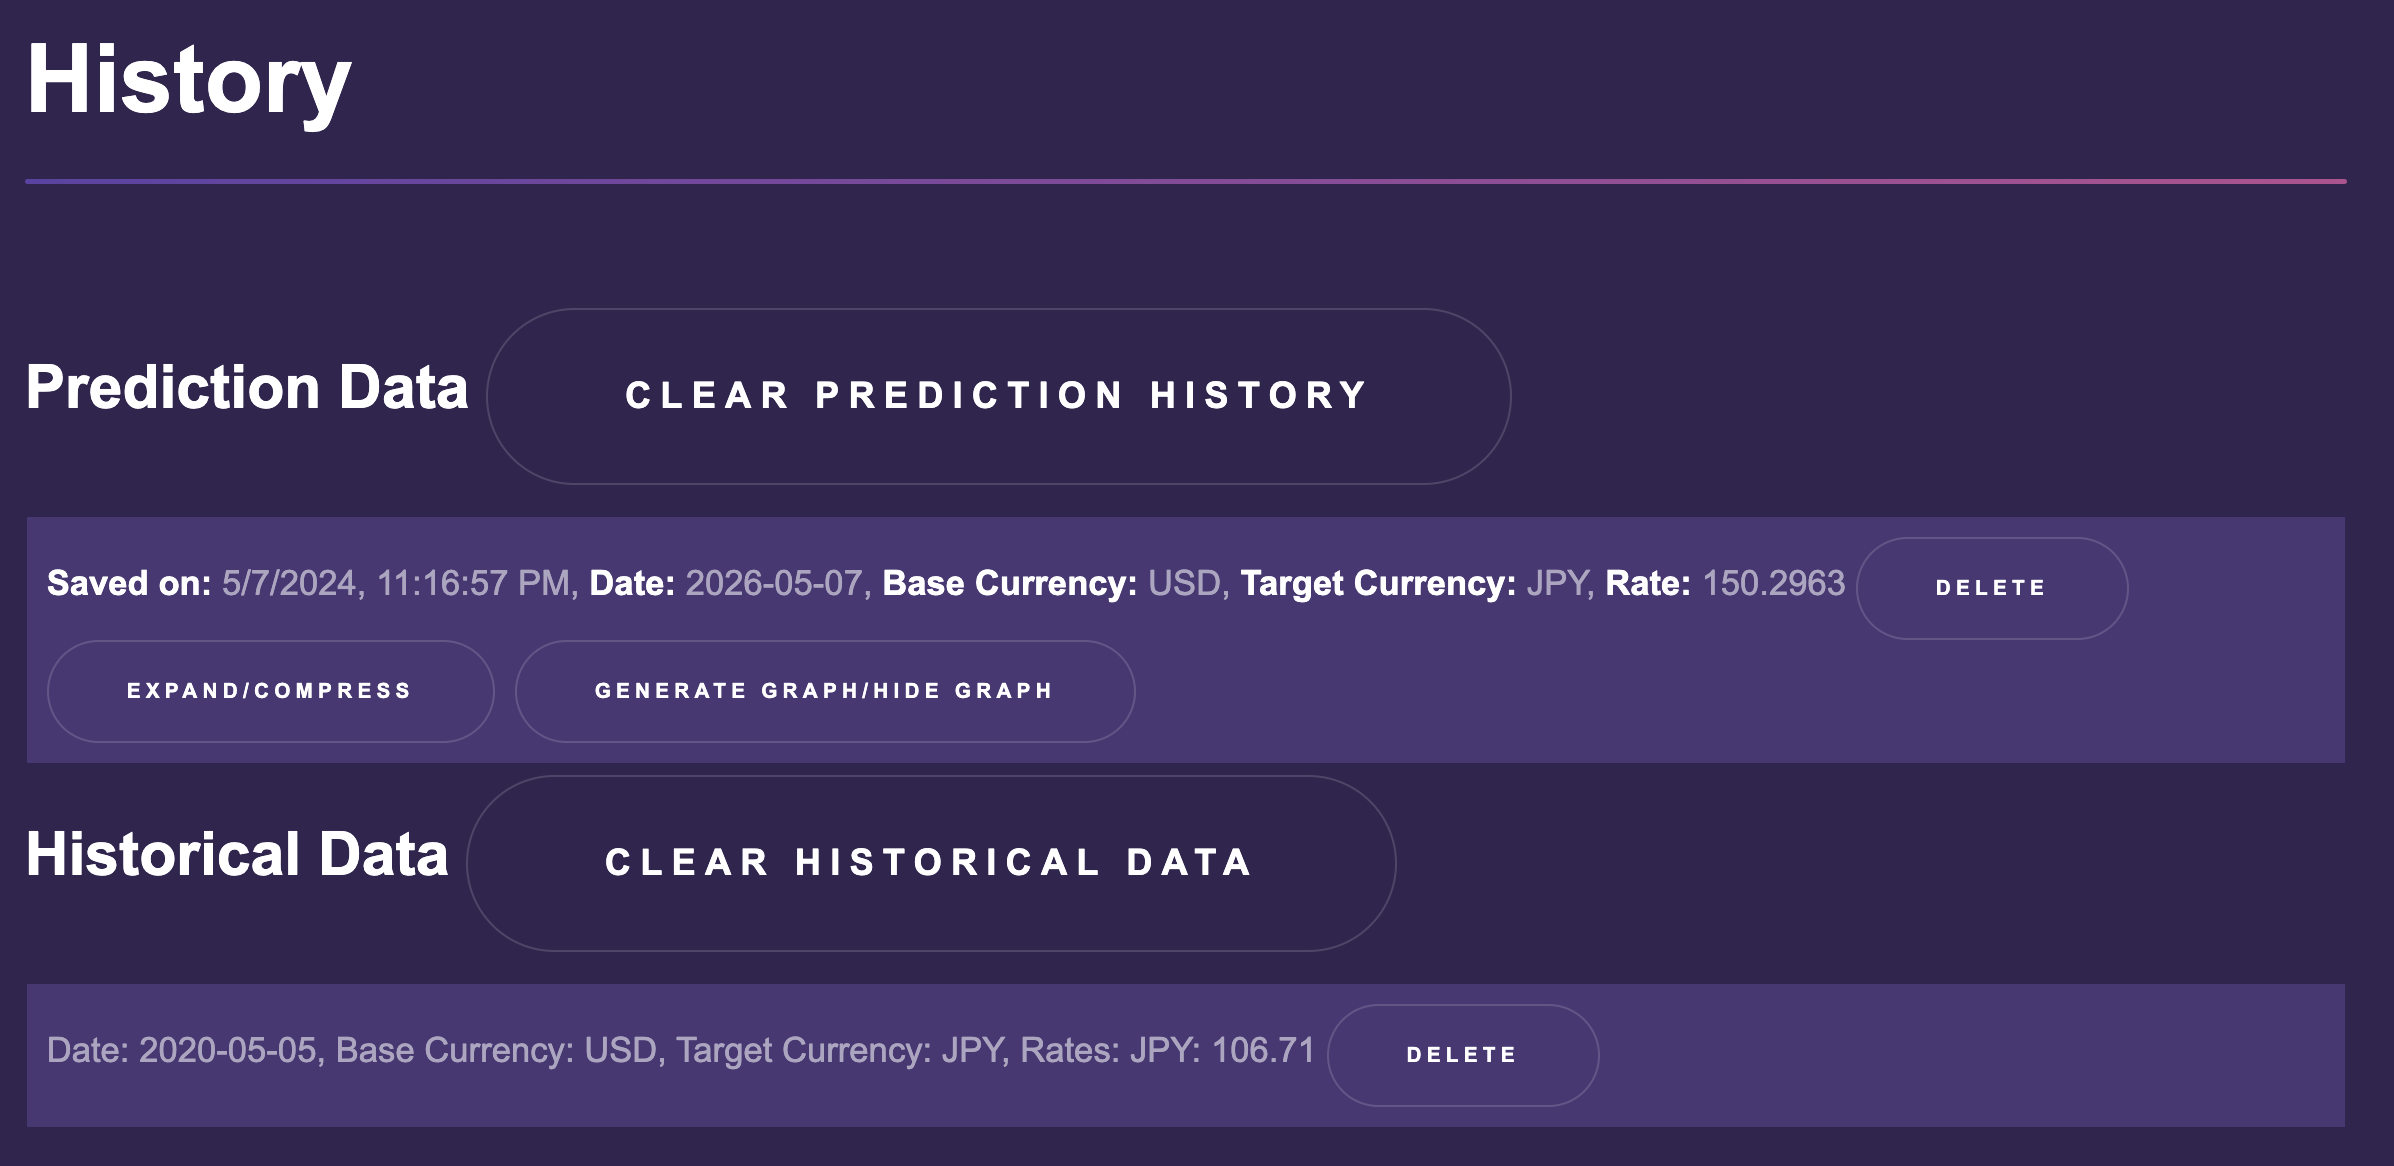 History
Prediction Data CLEAR PREDICTION HISTORY
Saved on: 5/7/2024, 11:16:57 PM, Date: 2026-05-07, Base Currency: USD, Target Currency: JPY, Rate: 150.2963 DELETE
EXPAND/COMPRESS GENERATE GRAPH/HIDE GRAPH
Historical Data CLEAR HISTORICAL DATA
Date: 2020-05-05, Base Currency: USD, Target Currency: JPY, Rates: JPY: 106.71 DELETE